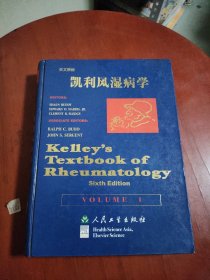 英文原版
凯利风湿病学
EDITORS:
SHAUN RUDDY
EDWARD D. HARRIS, JR.
CLEMENT B. SLEDGE
ASSOCIATE EDITORS:
RALPH C. BUDD
JOHN S. SERGENT
Kelley's
Textbook of
Rheumatology
Sixth Edition
VOLUME I
人民卫生出版社
Health Science Asia,
Elsevier Science